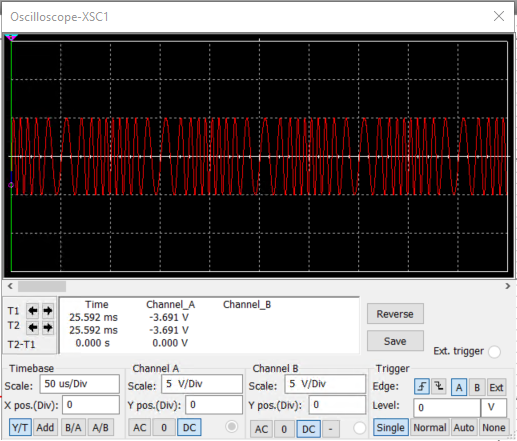 Oscilloscope-XSC1
T1
T2
T2-T1
Time Channel_A Channel_B
25.592 ms -3.691 V
25.592 ms -3.691 V
0.000 s 0.000 V
Reverse
Save
Ext. trigger
Timebase
Scale: 50 us/Div
X pos.(Div): 0
Y/T Add B/A A/B
Channel A
Scale: 5 V/Div
Y pos.(Div): 0
AC 0 DC
Channel B
Scale: 5 V/Div
Y pos.(Div): 0
AC 0 DC -
Trigger
Edge: A B Ext
Level: 0 V
Single Normal Auto None